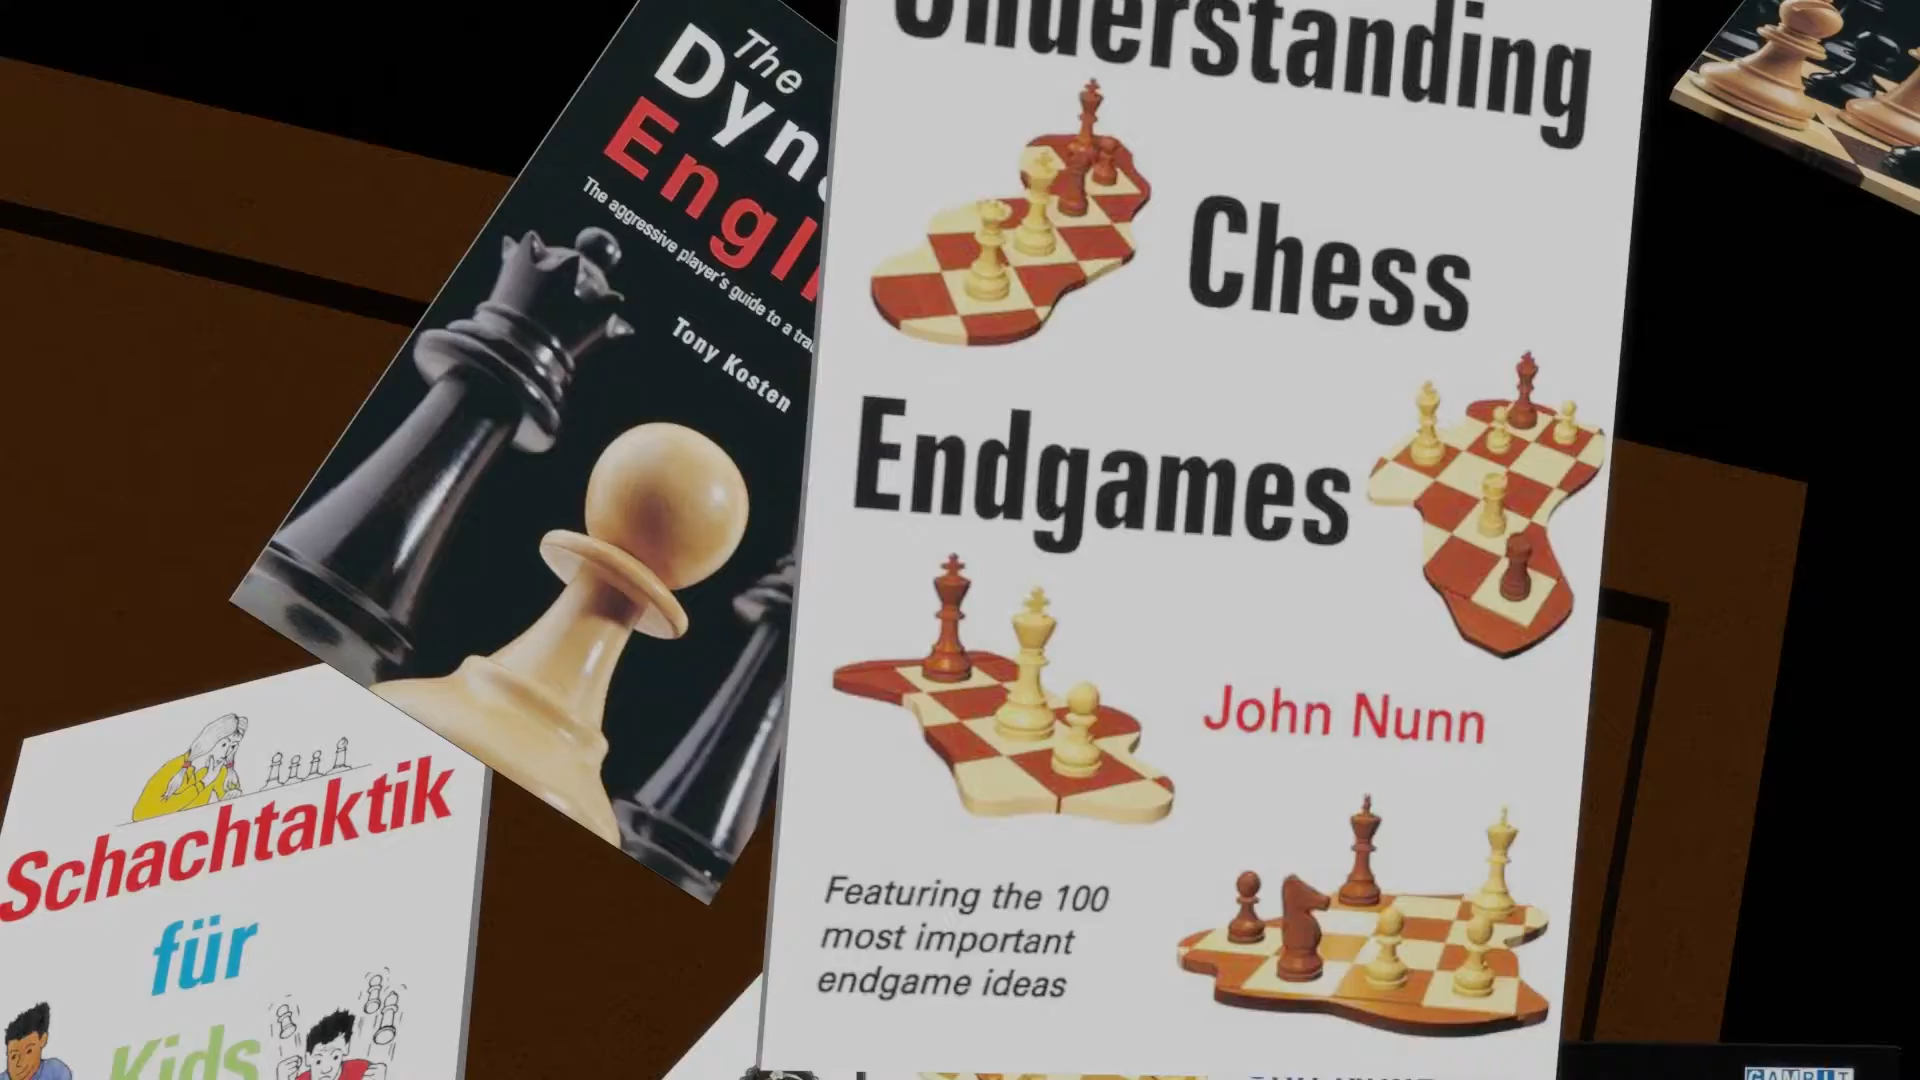 The
Dyn
Engl
The aggressive player's guide to a tra
Tony Kosten
Understanding
Chess
Endgames
John Nunn
Featuring the 100
most important
endgame ideas
Schachtaktik
für
Kids
GAMBIT